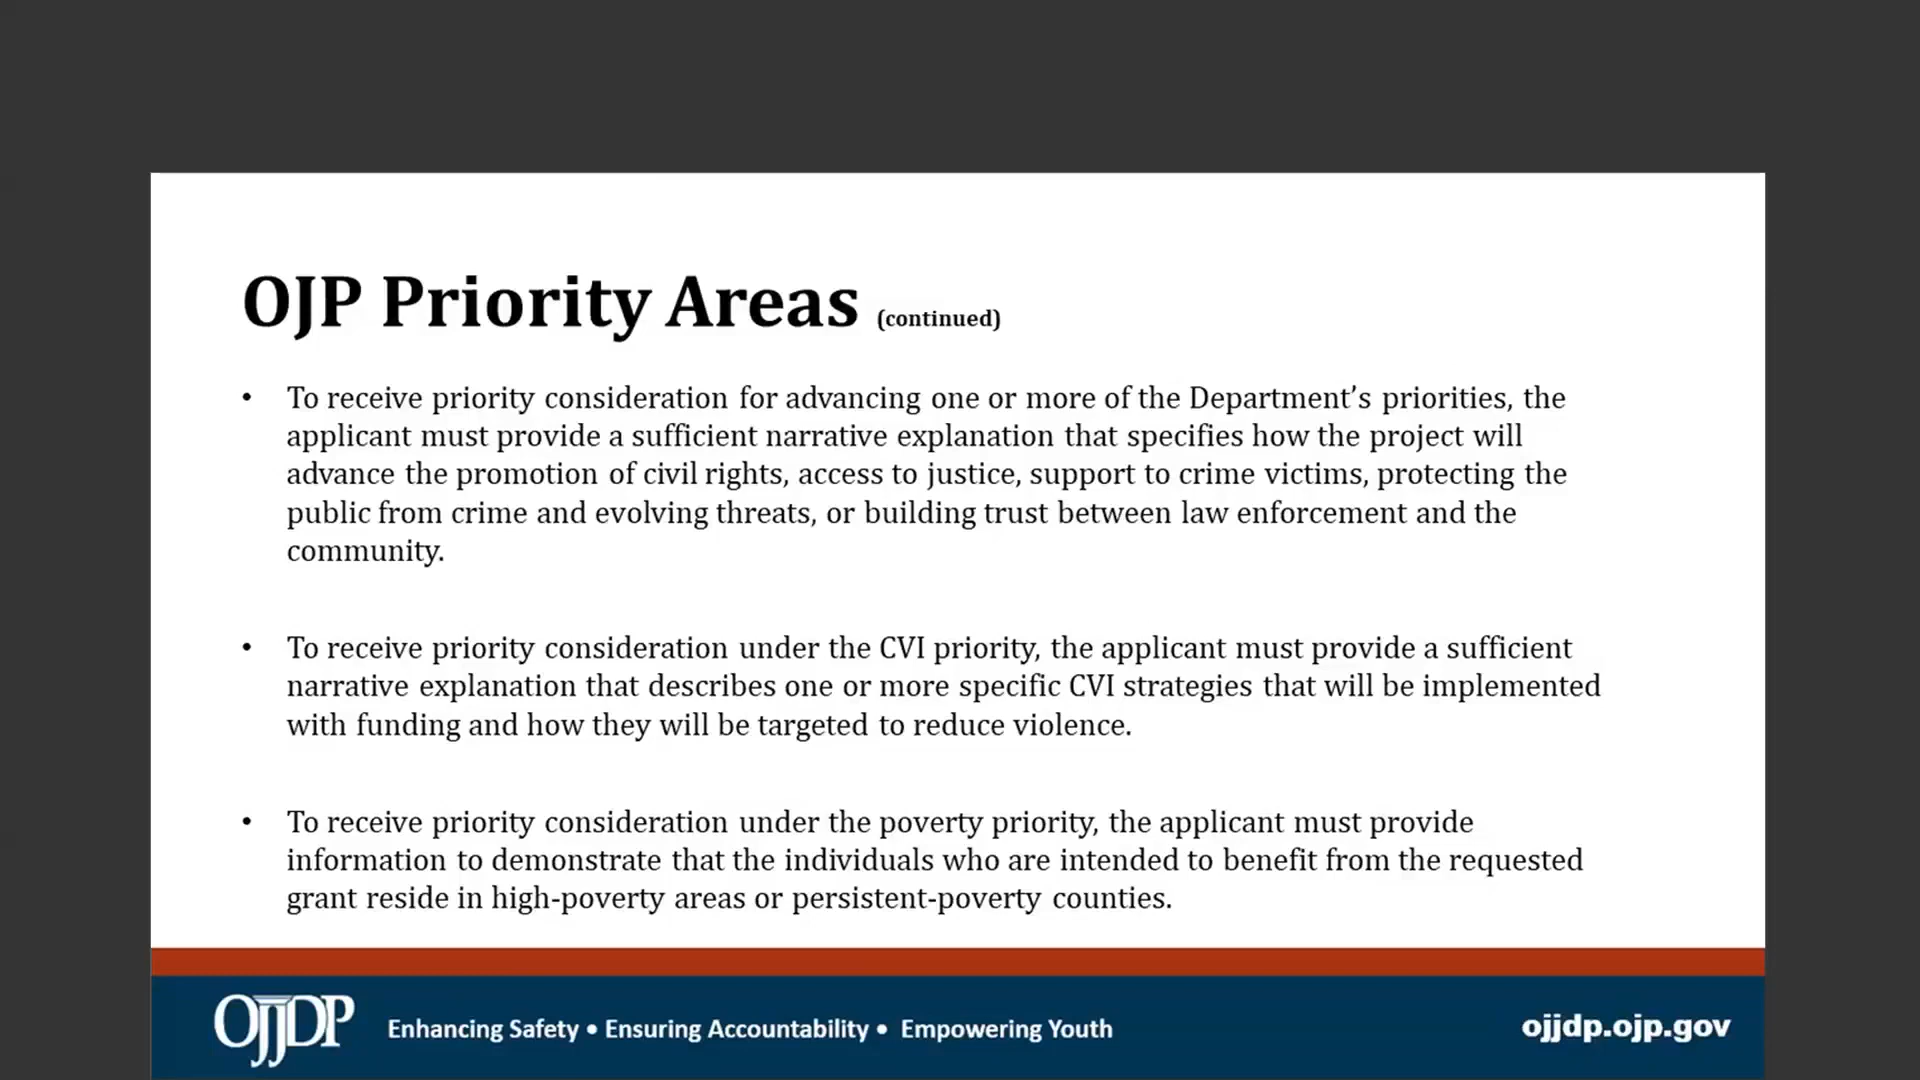 OJP Priority Areas (continued)
• To receive priority consideration for advancing one or more of the Department’s priorities, the
applicant must provide a sufficient narrative explanation that specifies how the project will
advance the promotion of civil rights, access to justice, support to crime victims, protecting the
public from crime and evolving threats, or building trust between law enforcement and the
community.
• To receive priority consideration under the CVI priority, the applicant must provide a sufficient
narrative explanation that describes one or more specific CVI strategies that will be implemented
with funding and how they will be targeted to reduce violence.
• To receive priority consideration under the poverty priority, the applicant must provide
information to demonstrate that the individuals who are intended to benefit from the requested
grant reside in high-poverty areas or persistent-poverty counties.
OJJDP Enhancing Safety • Ensuring Accountability • Empowering Youth ojjdp.ojp.gov